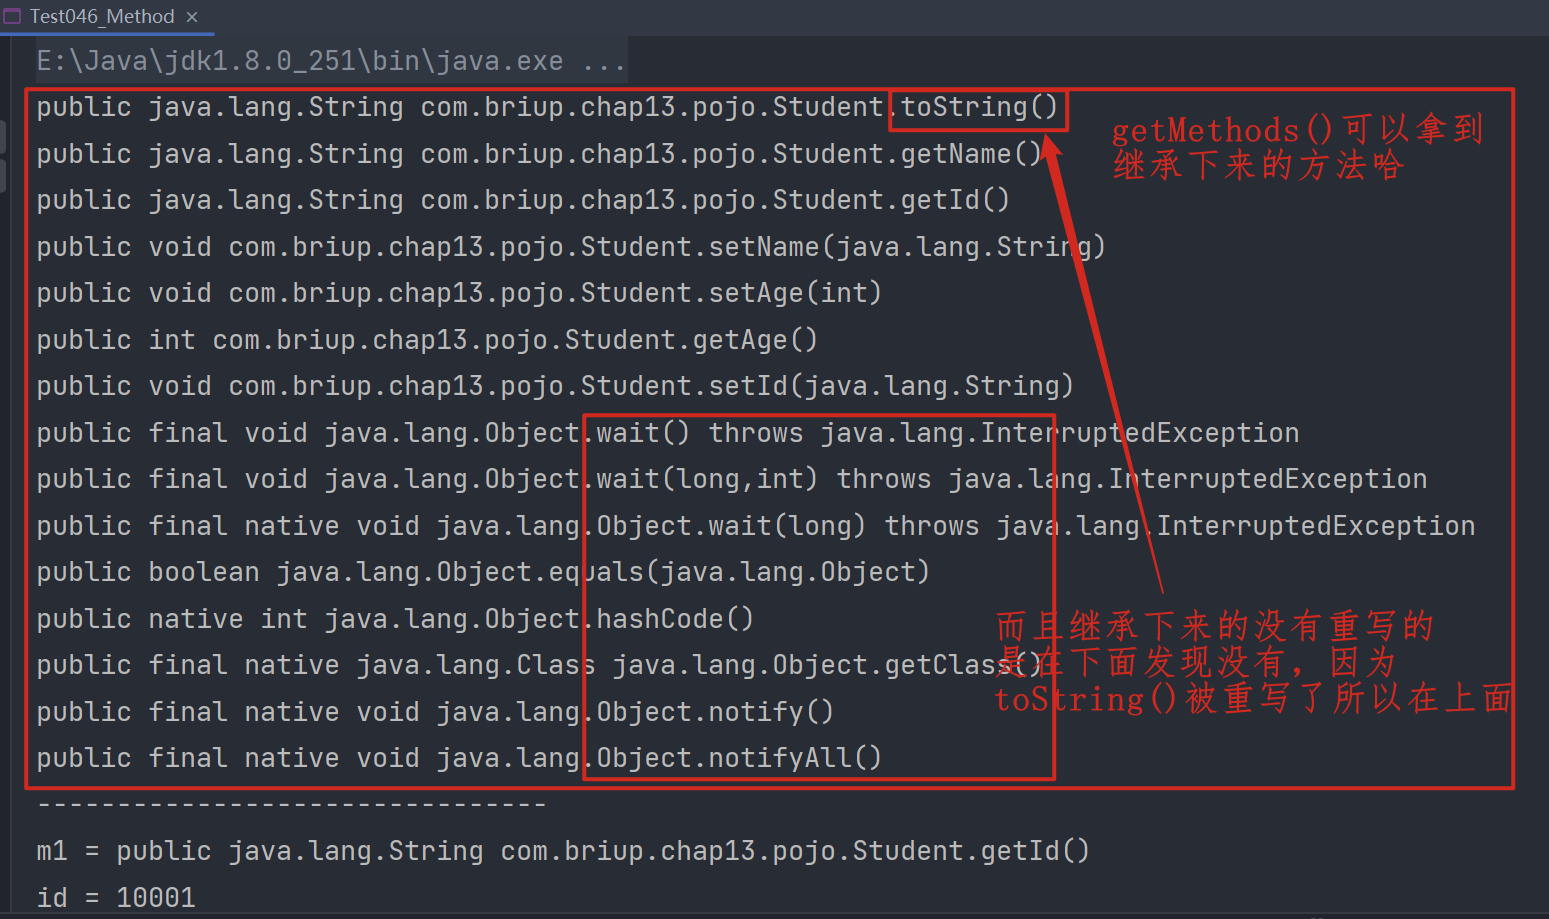 Test046_Method ×
E:\Java\jdk1.8.0_251\bin\java.exe ...
public java.lang.String com.briup.chap13.pojo.Student.toString()
getMethods()可以拿到
public java.lang.String com.briup.chap13.pojo.Student.getName()
继承下来的方法哈
public java.lang.String com.briup.chap13.pojo.Student.getId()
public void com.briup.chap13.pojo.Student.setName(java.lang.String)
public void com.briup.chap13.pojo.Student.setAge(int)
public int com.briup.chap13.pojo.Student.getAge()
public void com.briup.chap13.pojo.Student.setId(java.lang.String)
public final void java.lang.Object.wait() throws java.lang.InterruptedException
public final void java.lang.Object.wait(long,int) throws java.lang.InterruptedException
public final native void java.lang.Object.wait(long) throws java.lang.InterruptedException
public boolean java.lang.Object.equals(java.lang.Object)
public native int java.lang.Object.hashCode()
而且继承下来的没有重写的
public final native java.lang.Class java.lang.Object.getClass()
是在下面发现没有，因为
toString()被重写了所以在上面
public final native void java.lang.Object.notify()
public final native void java.lang.Object.notifyAll()
--------------------------------
m1 = public java.lang.String com.briup.chap13.pojo.Student.getId()
id = 10001